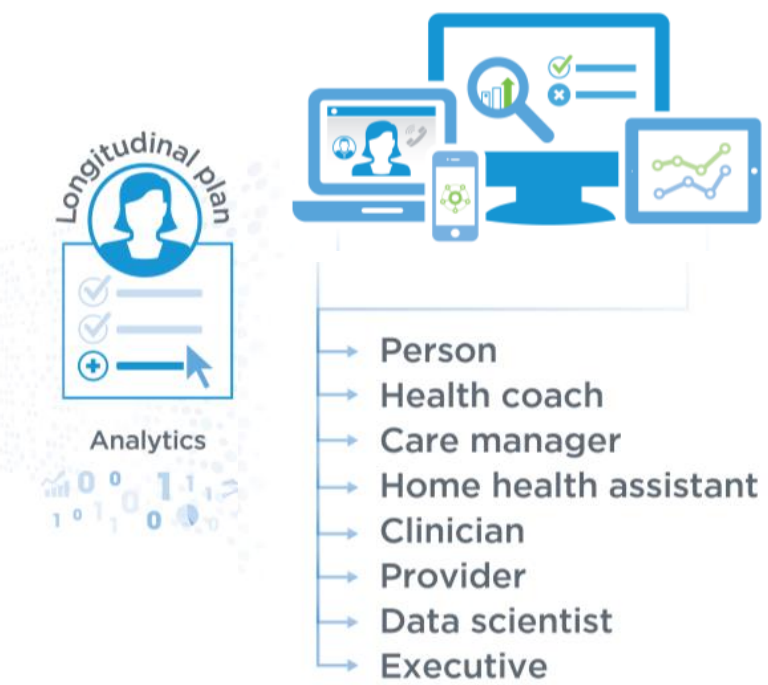 Longitudinal plan
Analytics
Person
Health coach
Care manager
Home health assistant
Clinician
Provider
Data scientist
Executive